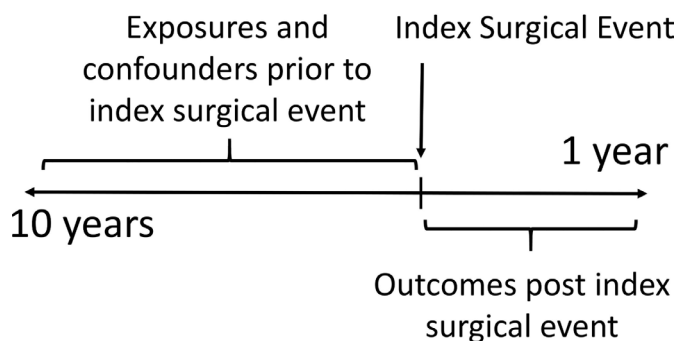 Exposures and
confounders prior to
index surgical event
Index Surgical Event
1 year
10 years
Outcomes post index
surgical event